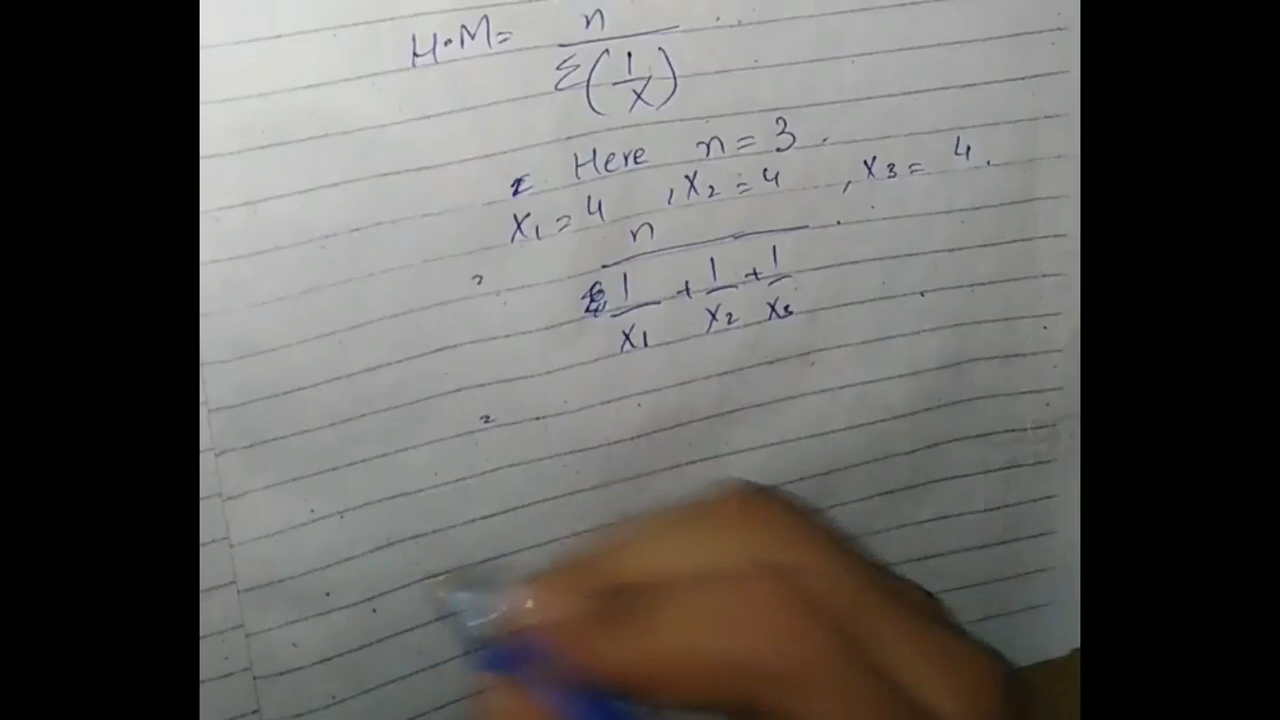 H.M = n / Σ(1/X)
Here n = 3.
X1 = 4 , X2 = 4 , X3 = 4.
= n / 1/X1 + 1/X2 + 1/X3
=